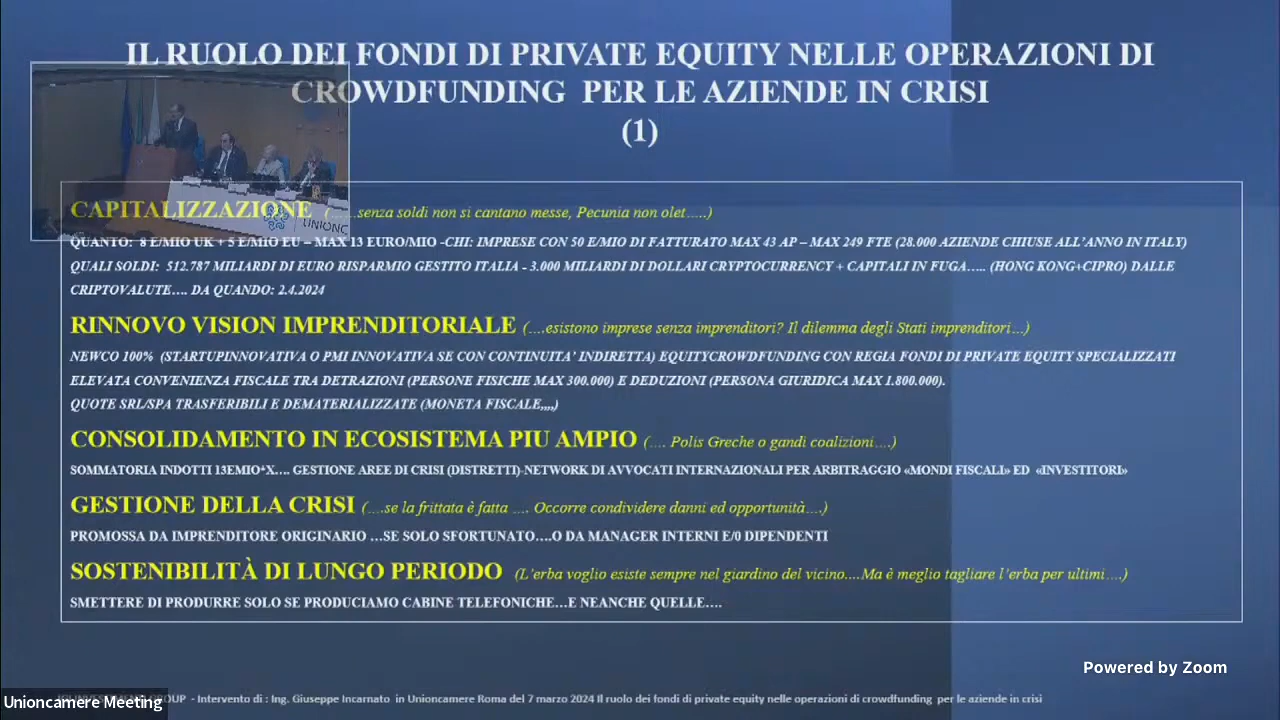 IL RUOLO DEI FONDI DI PRIVATE EQUITY NELLE OPERAZIONI DI
CROWDFUNDING PER LE AZIENDE IN CRISI
(1)
UNIONC
CAPITALIZZAZIONE (…….senza soldi non si cantano messe, Pecunia non olet…..)
QUANTO: 8 E/MIO UK + 5 E/MIO EU – MAX 13 EURO/MIO -CHI: IMPRESE CON 50 E/MIO DI FATTURATO MAX 43 AP – MAX 249 FTE (28.000 AZIENDE CHIUSE ALL’ANNO IN ITALY)
QUALI SOLDI: 512.787 MILIARDI DI EURO RISPARMIO GESTITO ITALIA - 3.000 MILIARDI DI DOLLARI CRYPTOCURRENCY + CAPITALI IN FUGA….. (HONG KONG+CIPRO) DALLE
CRIPTOVALUTE…. DA QUANDO: 2.4.2024
RINNOVO VISION IMPRENDITORIALE (….esistono imprese senza imprenditori? Il dilemma degli Stati imprenditori…)
NEWCO 100% (STARTUPINNOVATIVA O PMI INNOVATIVA SE CON CONTINUITA’ INDIRETTA) EQUITYCROWDFUNDING CON REGIA FONDI DI PRIVATE EQUITY SPECIALIZZATI
ELEVATA CONVENIENZA FISCALE TRA DETRAZIONI (PERSONE FISICHE MAX 300.000) E DEDUZIONI (PERSONA GIURIDICA MAX 1.800.000).
QUOTE SRL/SPA TRASFERIBILI E DEMATERIALIZZATE (MONETA FISCALE,,,,)
CONSOLIDAMENTO IN ECOSISTEMA PIU AMPIO (…. Polis Greche o gandi coalizioni….)
SOMMATORIA INDOTTI 13EMIO*X…. GESTIONE AREE DI CRISI (DISTRETTI)-NETWORK DI AVVOCATI INTERNAZIONALI PER ARBITRAGGIO «MONDI FISCALI» ED «INVESTITORI»
GESTIONE DELLA CRISI (….se la frittata è fatta …. Occorre condividere danni ed opportunità….)
PROMOSSA DA IMPRENDITORE ORIGINARIO …SE SOLO SFORTUNATO….O DA MANAGER INTERNI E/0 DIPENDENTI
SOSTENIBILITÀ DI LUNGO PERIODO (L’erba voglio esiste sempre nel giardino del vicino....Ma è meglio tagliare l’erba per ultimi….)
SMETTERE DI PRODURRE SOLO SE PRODUCIAMO CABINE TELEFONICHE…E NEANCHE QUELLE….
Powered by Zoom
GROUP - Intervento di : Ing. Giuseppe Incarnato in Unioncamere Roma del 7 marzo 2024 Il ruolo dei fondi di private equity nelle operazioni di crowdfunding per le aziende in crisi
Unioncamere Meeting